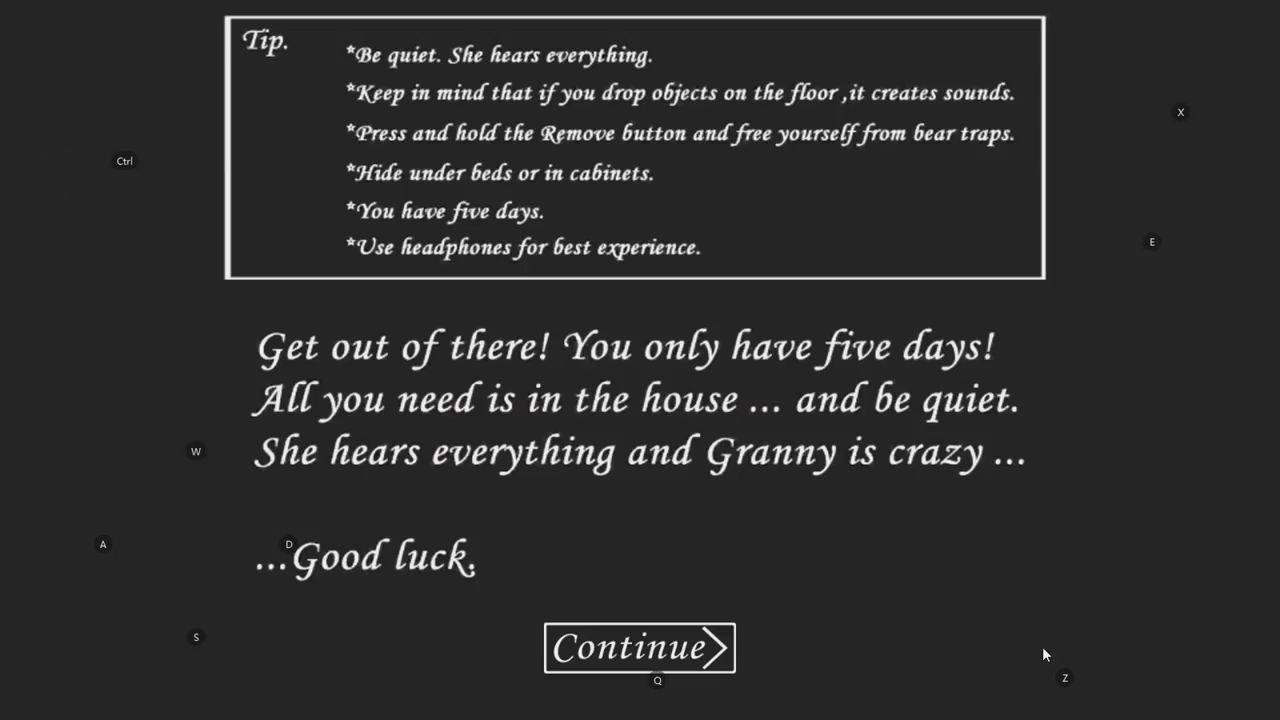 Tip.
*Be quiet. She hears everything.
*Keep in mind that if you drop objects on the floor ,it creates sounds.
*Press and hold the Remove button and free yourself from bear traps.
*Hide under beds or in cabinets.
*You have five days.
*Use headphones for best experience.
X
Ctrl
E
Get out of there! You only have five days!
All you need is in the house ... and be quiet.
She hears everything and Granny is crazy ...
W
A
D
...Good luck.
S
Continue>
Q
Z